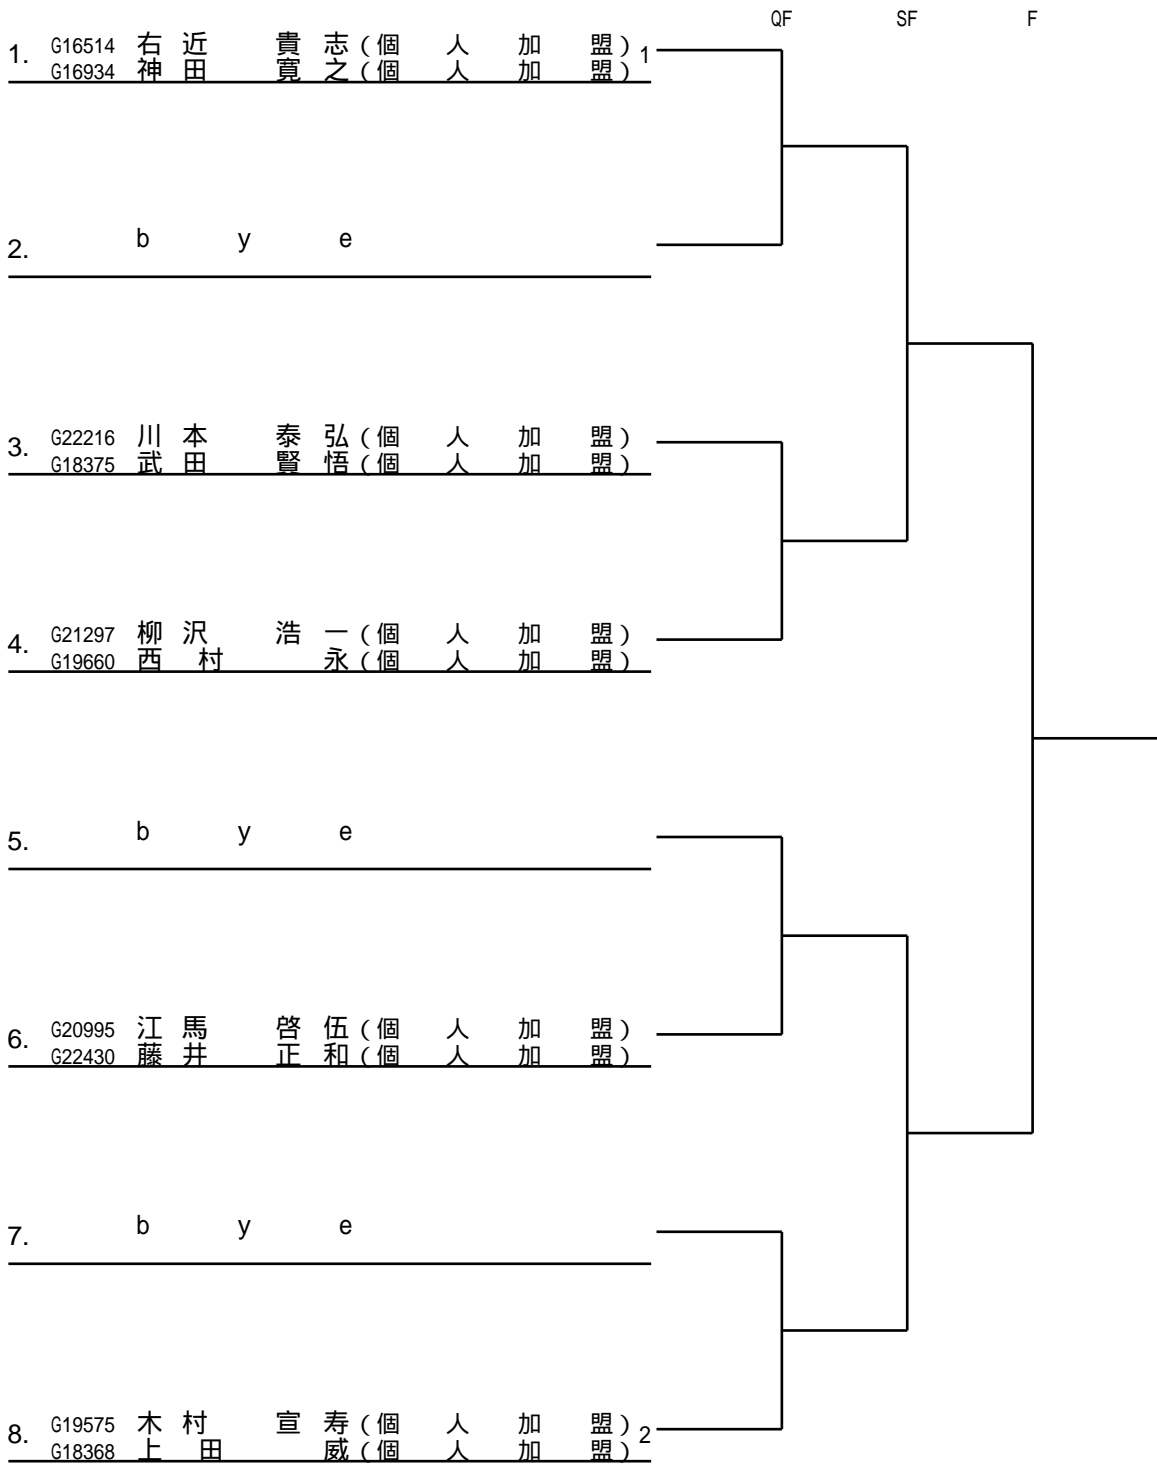 QF SF F
1. G16514 右近 貴志(個人加盟) 1
G16934 神田 寛之(個人加盟)
2. bye
3. G22216 川本 泰弘(個人加盟)
G18375 武田 賢悟(個人加盟)
4. G21297 柳沢 浩一(個人加盟)
G19660 西村 永(個人加盟)
5. bye
6. G20995 江馬 啓伍(個人加盟)
G22430 藤井 正和(個人加盟)
7. bye
8. G19575 木村 宣寿(個人加盟) 2
G18368 上田 威(個人加盟)